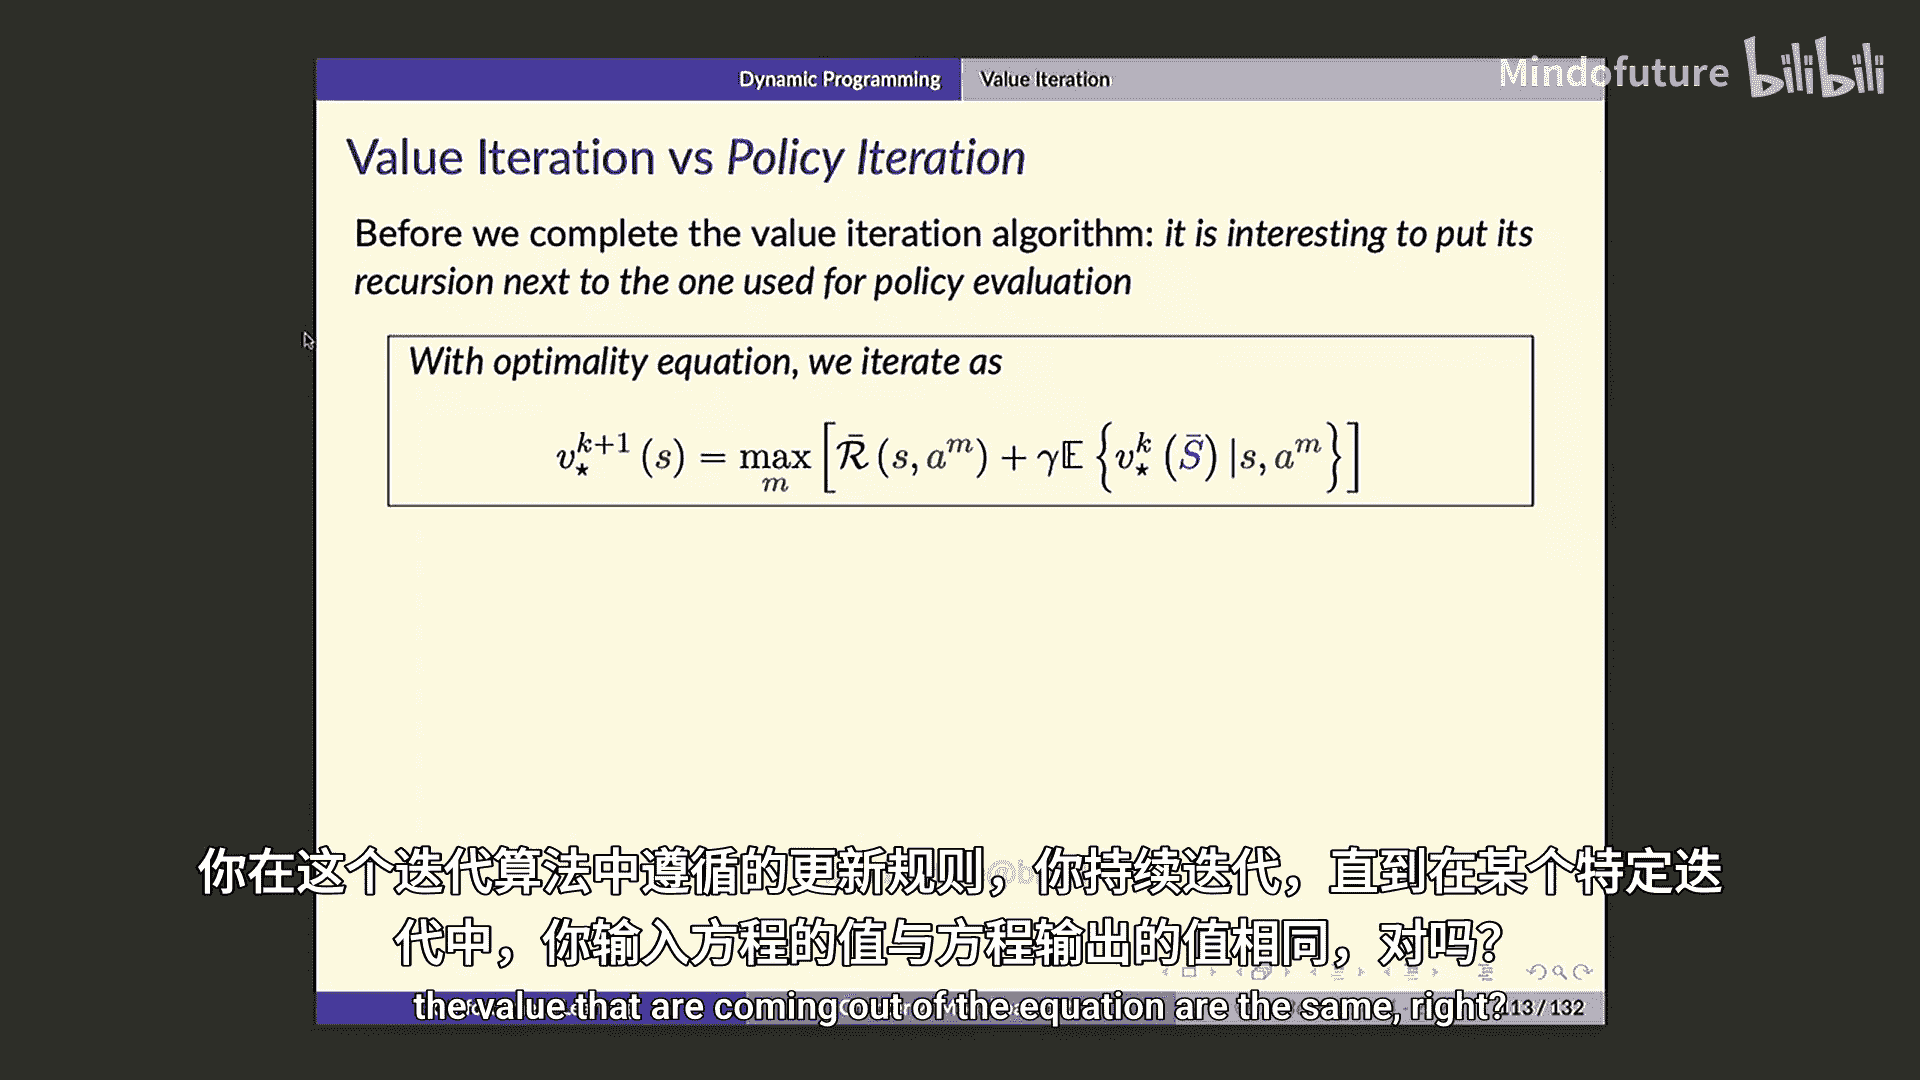 Dynamic Programming Value Iteration
Mindofuture bilibili
Value Iteration vs Policy Iteration
Before we complete the value iteration algorithm: it is interesting to put its
recursion next to the one used for policy evaluation
With optimality equation, we iterate as
v_⋆^{k+1} (s) = max_m [ \bar{R} (s, a^m) + γ𝔼 { v_⋆^k (\bar{S}) |s, a^m } ]
你在这个迭代算法中遵循的更新规则，你持续迭代，直到在某个特定迭
代中，你输入方程的值与方程输出的值相同，对吗？
the value that are coming out of the equation are the same, right?
113 / 132